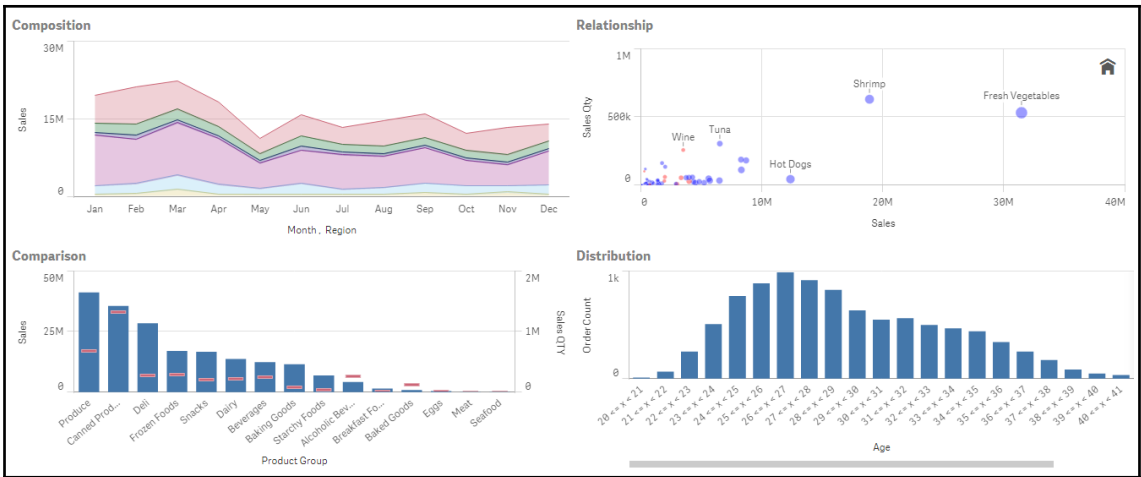 Composition
30M
15M
0
Sales
Jan Feb Mar Apr May Jun Jul Aug Sep Oct Nov Dec
Month, Region
Relationship
1M
500k
0
Sales Qty
Shrimp
Fresh Vegetables
Wine
Tuna
Hot Dogs
0 10M 20M 30M 40M
Sales
Comparison
50M
25M
0
Sales
2M
1M
0
Sales QTY
Produce
Canned Prod...
Deli
Frozen Foods
Snacks
Dairy
Beverages
Baking Goods
Starchy Foods
Alcoholic Bev...
Breakfast Fo...
Baked Goods
Eggs
Meat
Seafood
Product Group
Distribution
1k
0
Order Count
20 <= x < 21
21 <= x < 22
22 <= x < 23
23 <= x < 24
24 <= x < 25
25 <= x < 26
26 <= x < 27
27 <= x < 28
28 <= x < 29
29 <= x < 30
30 <= x < 31
31 <= x < 32
32 <= x < 33
33 <= x < 34
34 <= x < 35
35 <= x < 36
36 <= x < 37
37 <= x < 38
38 <= x < 39
39 <= x < 40
40 <= x < 41
Age